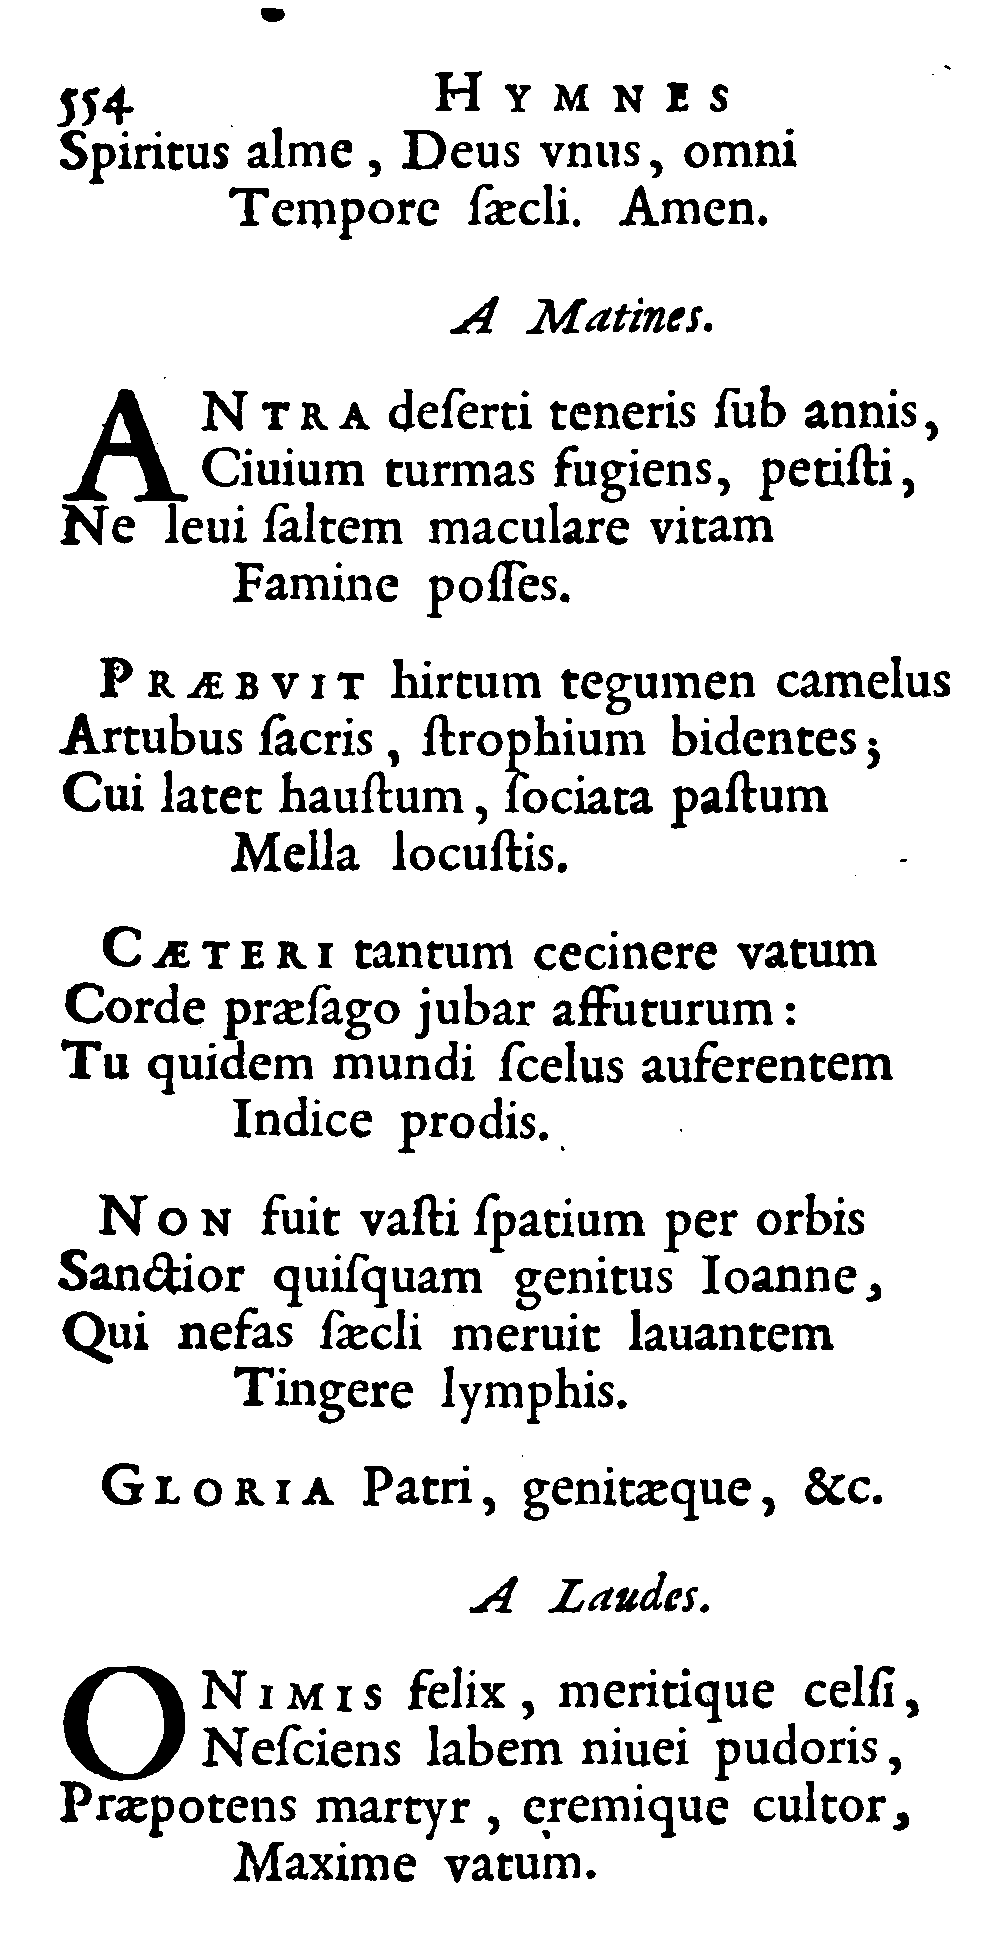 554 HYMNES
Spiritus alme, Deus vnus, omni
Tempore ſæcli. Amen.
A Matines.
ANTRA deſerti teneris ſub annis,
Ciuium turmas fugiens, petiſti,
Ne leui ſaltem maculare vitam
Famine poſſes.
PRÆBVIT hirtum tegumen camelus
Artubus ſacris, ſtrophium bidentes;
Cui latet hauſtum, ſociata paſtum
Mella locuſtis.
CÆTERI tantum cecinere vatum
Corde præſago jubar affuturum:
Tu quidem mundi ſcelus auferentem
Indice prodis.
NON fuit vaſti ſpatium per orbis
Sanctior quiſquam genitus Ioanne,
Qui nefas ſæcli meruit lauantem
Tingere lymphis.
GLORIA Patri, genitæque, &c.
A Laudes.
O NIMIS felix, meritique celſi,
Neſciens labem niuei pudoris,
Præpotens martyr, eremique cultor,
Maxime vatum.